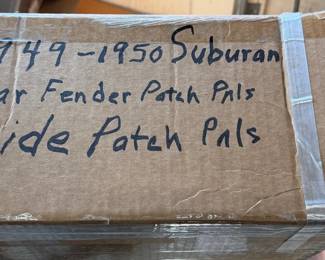 949-1950 Suburan
ar Fender Patch Pnls
ide Patch Pnls